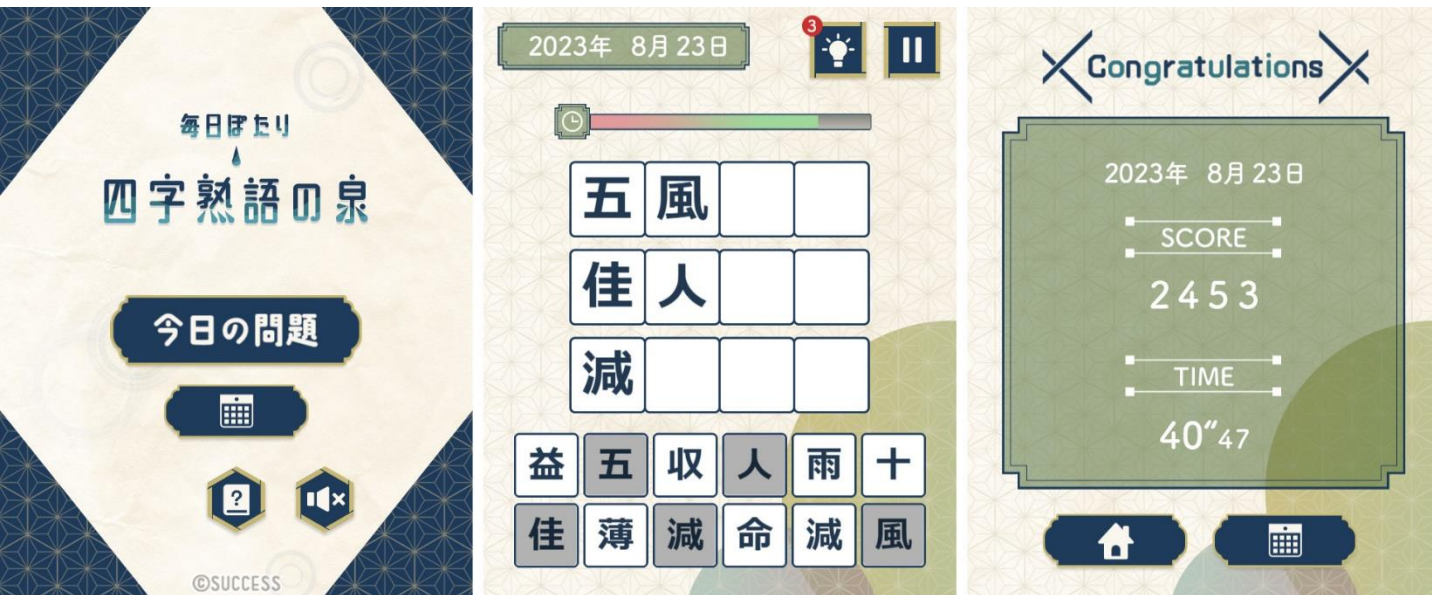 毎日ぽたり
四字熟語の泉
今日の問題
?
©SUCCESS
2023年 8月23日
3
五風
佳人
減
益五収人雨十
佳薄減命減風
Congratulations
2023年 8月23日
SCORE
2453
TIME
40"47